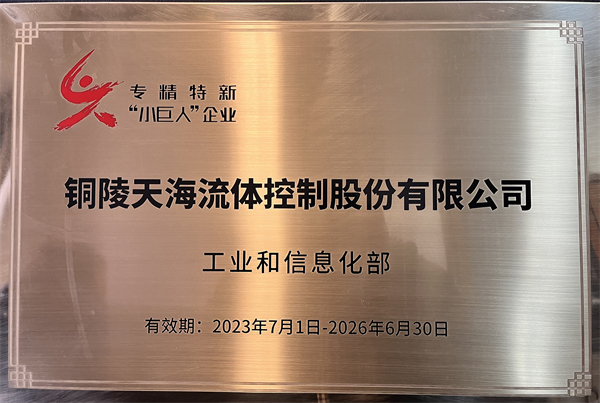 专精特新
“小巨人”企业
铜陵天海流体控制股份有限公司
工业和信息化部
有效期：2023年7月1日-2026年6月30日